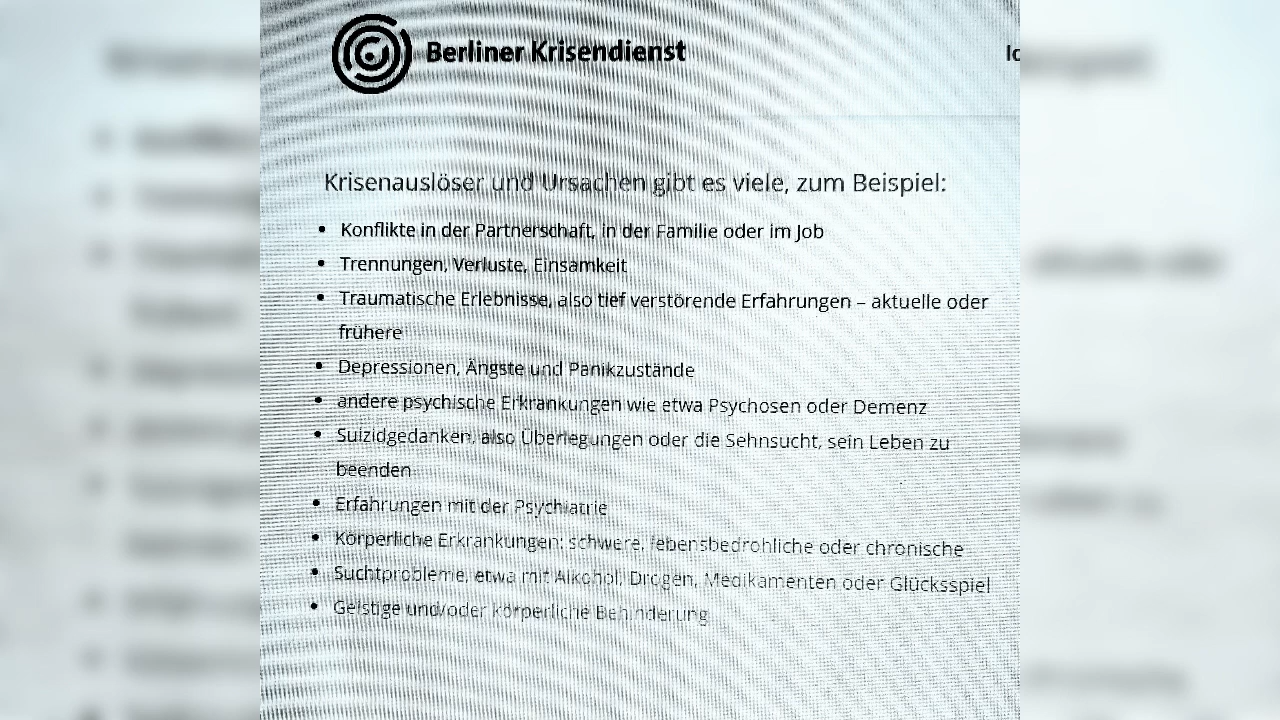 Berliner Krisendienst
Krisenauslöser und Ursachen gibt es viele, zum Beispiel:
• Konflikte in der Partnerschaft, in der Familie oder im Job
• Trennungen, Verluste, Einsamkeit
• Traumatische Erlebnisse, also tief verstörende Erfahrungen – aktuelle oder
frühere
• Depressionen, Ängste und Panikzustände
• andere psychische Erkrankungen wie etwa Psychosen oder Demenz
• Suizidgedanken, also Überlegungen oder die Sehnsucht, sein Leben zu
beenden
• Erfahrungen mit der Psychiatrie
• Körperliche Erkrankungen, schwere, lebensbedrohliche oder chronische
• Suchtprobleme, etwa mit Alkohol, Drogen, Medikamenten oder Glücksspiel
• Geistige und/oder körperliche Behinderung